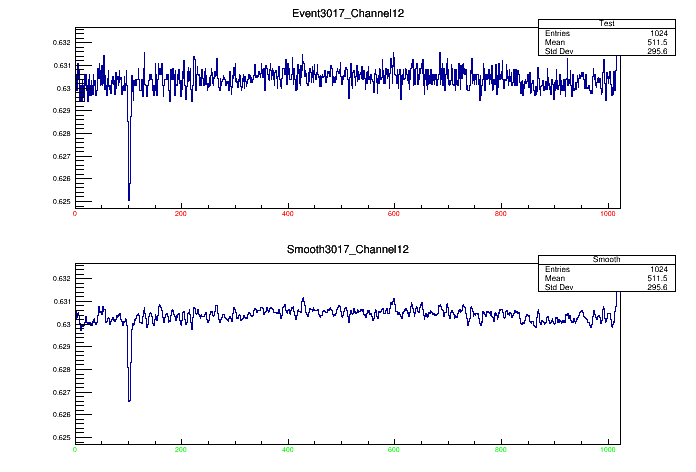 Event3017_Channel12
Test
Entries 1024
Mean 511.5
Std Dev 295.6
0.632
0.631
0.63
0.629
0.628
0.627
0.626
0.625
0 200 400 600 800 1000
Smooth3017_Channel12
Smooth
Entries 1024
Mean 511.5
Std Dev 295.6
0.632
0.631
0.63
0.629
0.628
0.627
0.626
0.625
0 200 400 600 800 1000